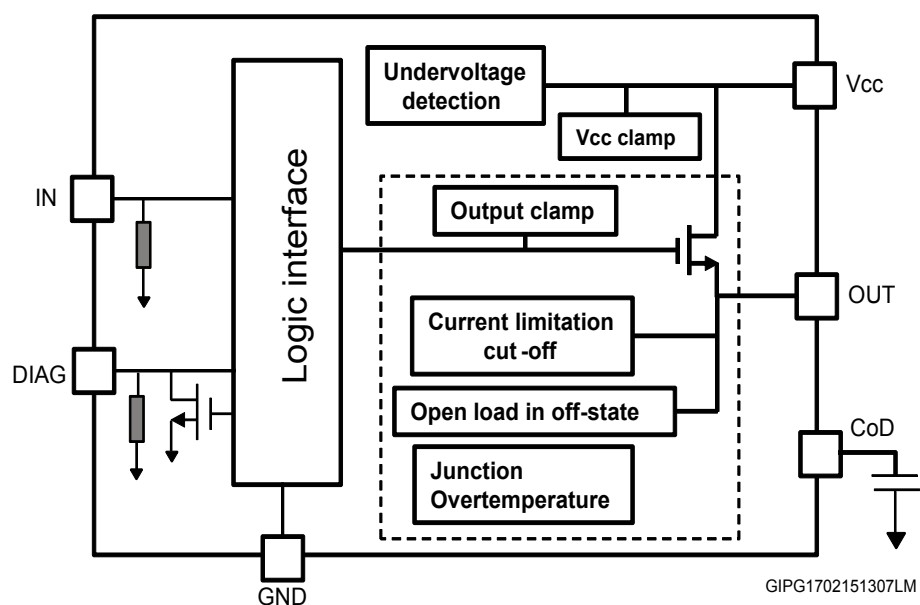 Undervoltage
detection
Vcc
Vcc clamp
IN
Logic interface
Output clamp
OUT
Current limitation
cut -off
DIAG
Open load in off-state
CoD
Junction
Overtemperature
GND
GIPG1702151307LM